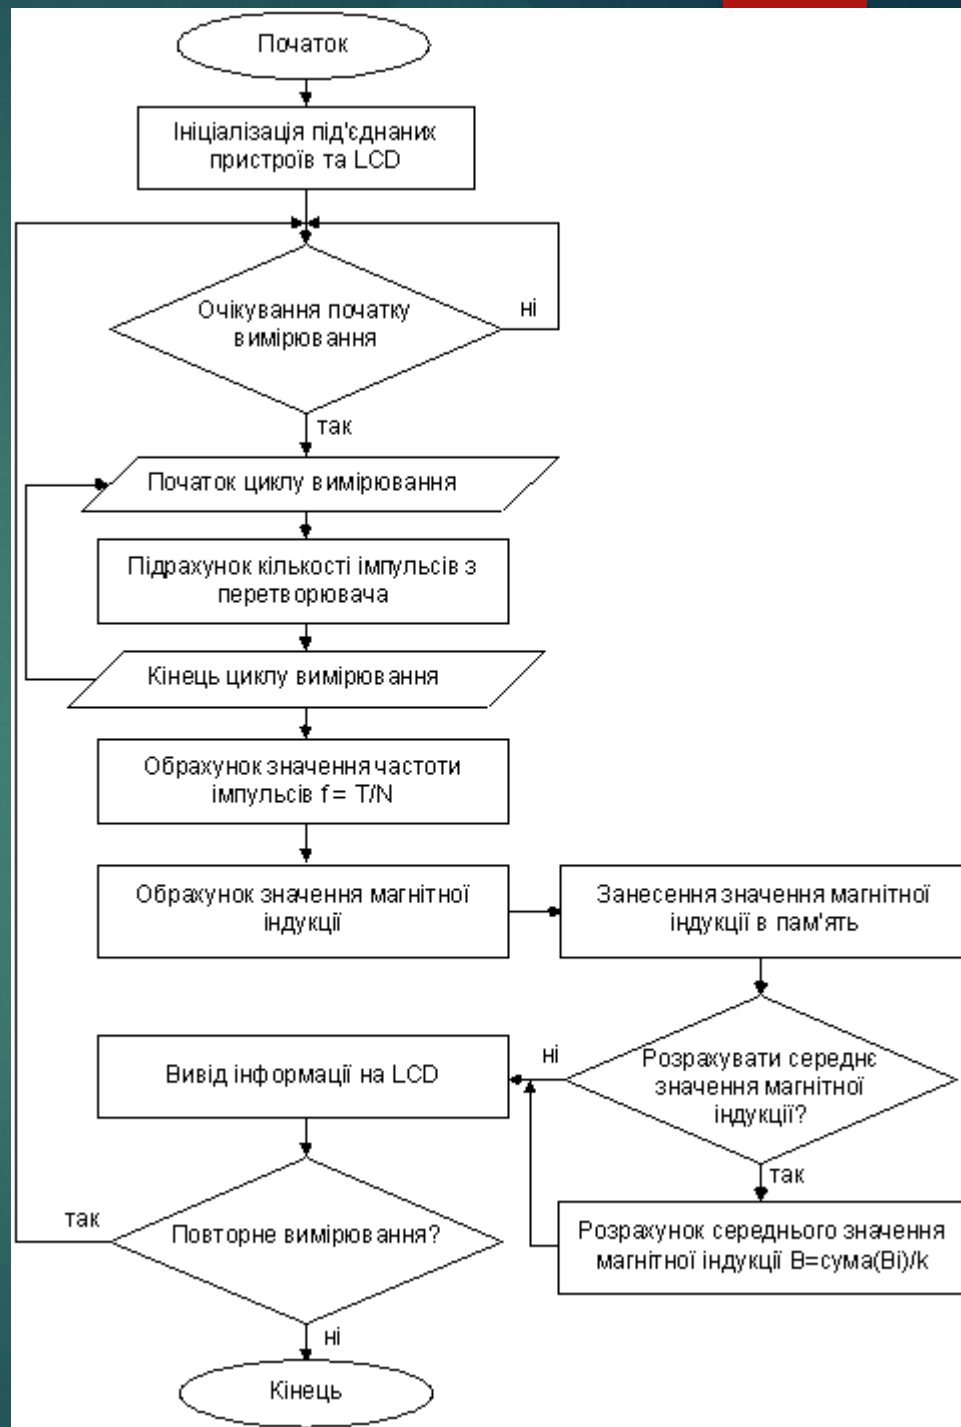 Початок
Ініціалізація під'єднаних
пристроїв та LCD
Очікування початку
вимірювання
ні
так
Початок циклу вимірювання
Підрахунок кількості імпульсів з
перетворювача
Кінець циклу вимірювання
Обрахунок значення частоти
імпульсів f = T/N
Обрахунок значення магнітної
індукції
Занесення значення магнітної
індукції в пам'ять
Розрахувати середнє
значення магнітної
індукції?
ні
так
Розрахунок середнього значення
магнітної індукції B=сума(Bi)/k
Вивід інформації на LCD
Повторне вимірювання?
так
ні
Кінець